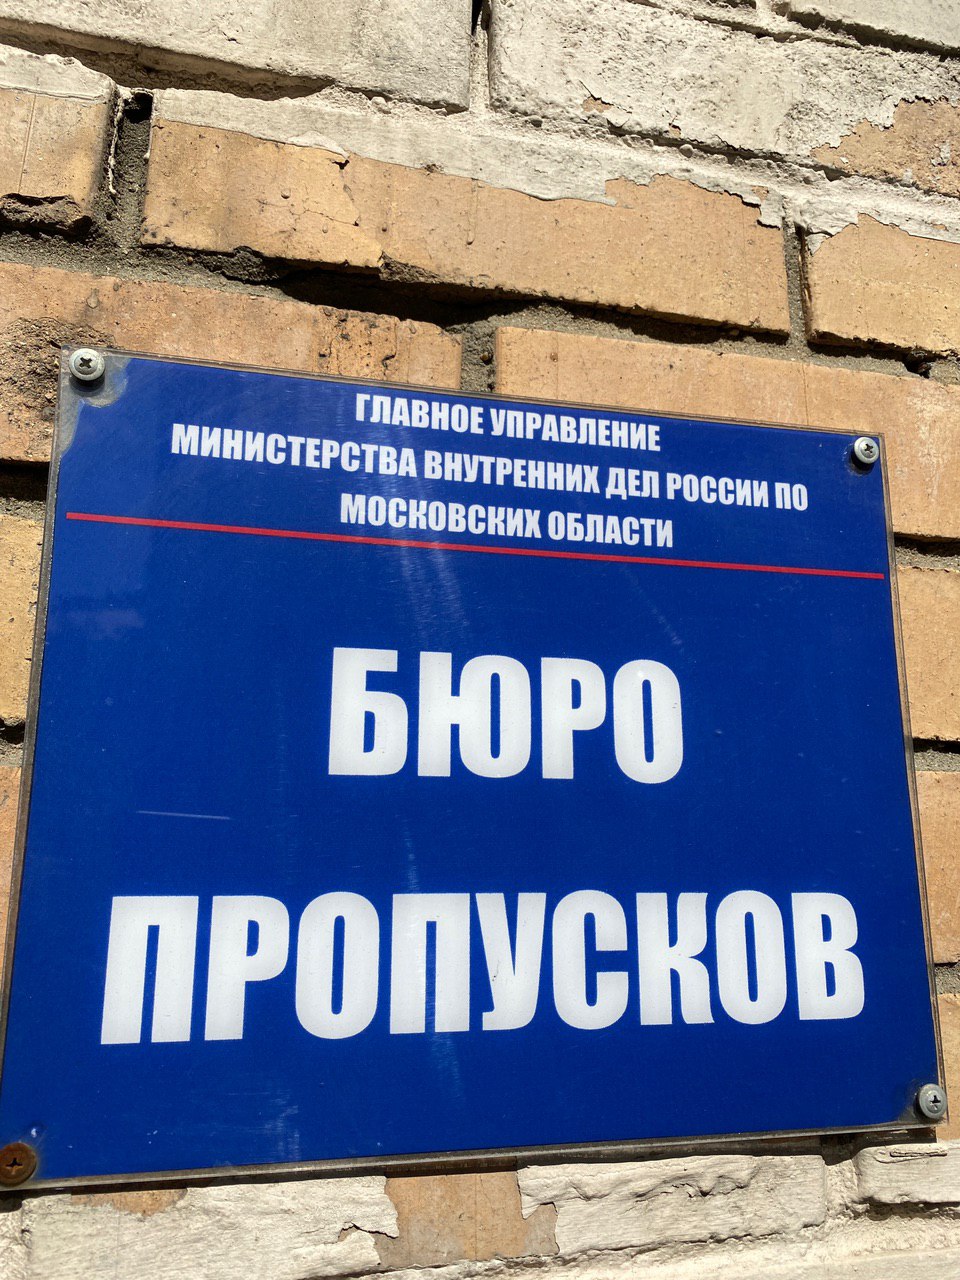 ГЛАВНОЕ УПРАВЛЕНИЕ
МИНИСТЕРСТВА ВНУТРЕННИХ ДЕЛ РОССИИ ПО
МОСКОВСКИХ ОБЛАСТИ
БЮРО
ПРОПУСКОВ